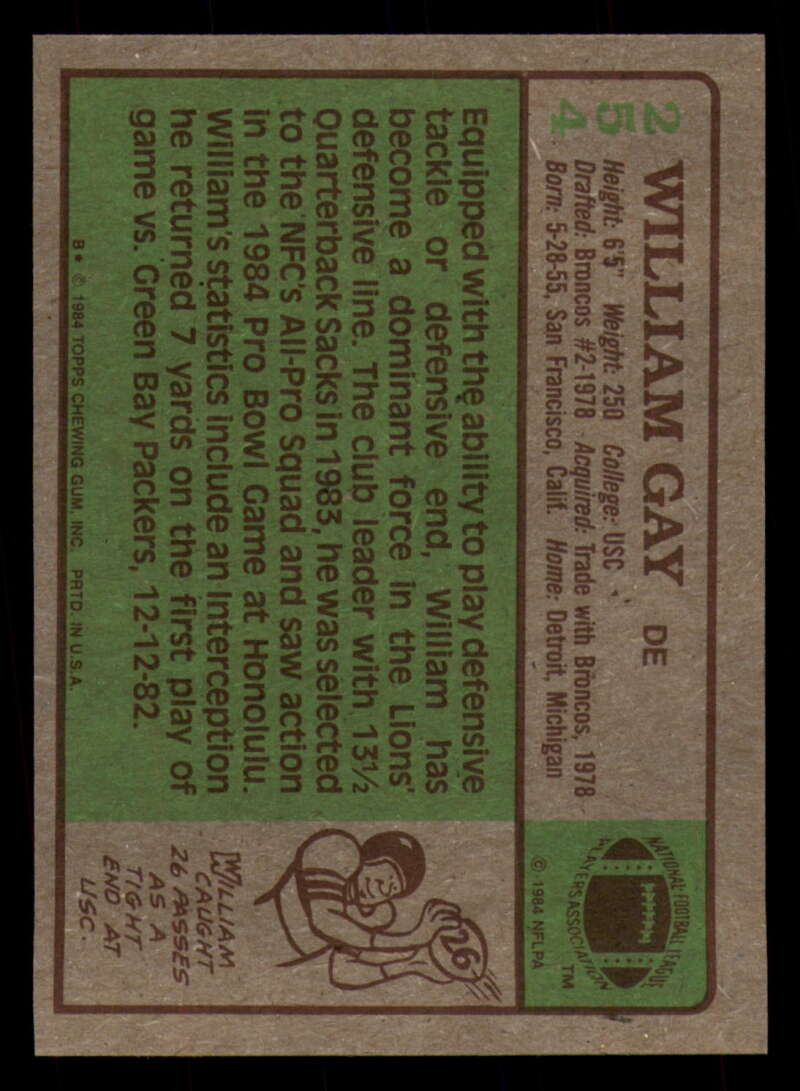 254
WILLIAM GAY DE
Height: 6'5" Weight: 250 College: USC
Drafted: Broncos #2-1978 Acquired: Trade with Broncos, 1978
Born: 5-28-55, San Francisco, Calif. Home: Detroit, Michigan
NATIONAL FOOTBALL LEAGUE
PLAYERS ASSOCIATION
TM
© 1984 NFLPA
Equipped with the ability to play defensive
tackle or defensive end, William has
become a dominant force in the Lions'
defensive line. The club leader with 13½
Quarterback Sacks in 1983, he was selected
to the NFC's All-Pro Squad and saw action
in the 1984 Pro Bowl Game at Honolulu.
William's statistics include an Interception
he returned 7 yards on the first play of
game vs. Green Bay Packers, 12-12-82.
26
WILLIAM
CAUGHT
26 PASSES
AS A
TIGHT
END AT
USC.
B* © 1984 TOPPS CHEWING GUM, INC. PRTD. IN U.S.A.